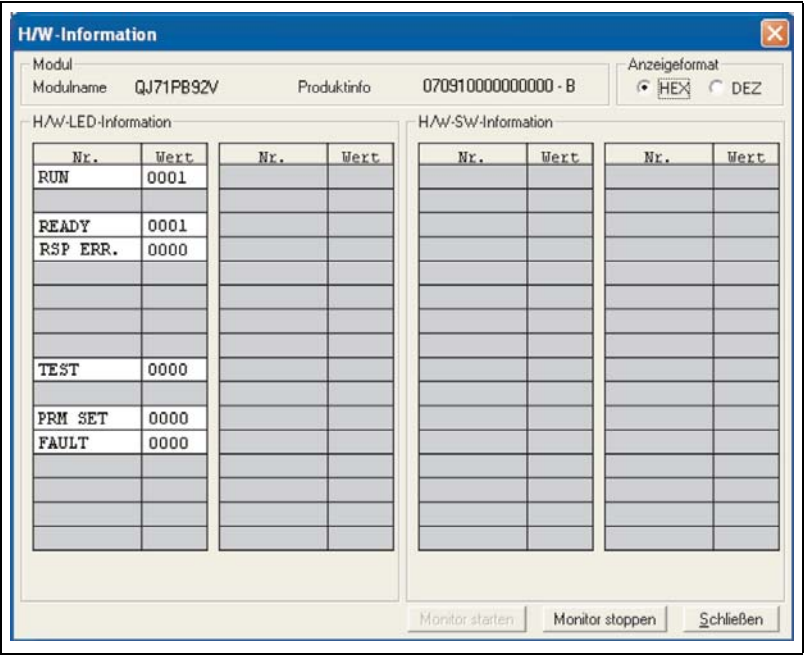 H/W-Information
Modul
Modulname QJ71PB92V Produktinfo 070910000000000 - B
Anzeigeformat
HEX DEZ
H/W-LED-Information
H/W-SW-Information
Nr. Wert Nr. Wert Nr. Wert Nr. Wert
RUN 0001
READY 0001
RSP ERR. 0000
TEST 0000
PRM SET 0000
FAULT 0000
Monitor starten Monitor stoppen Schließen